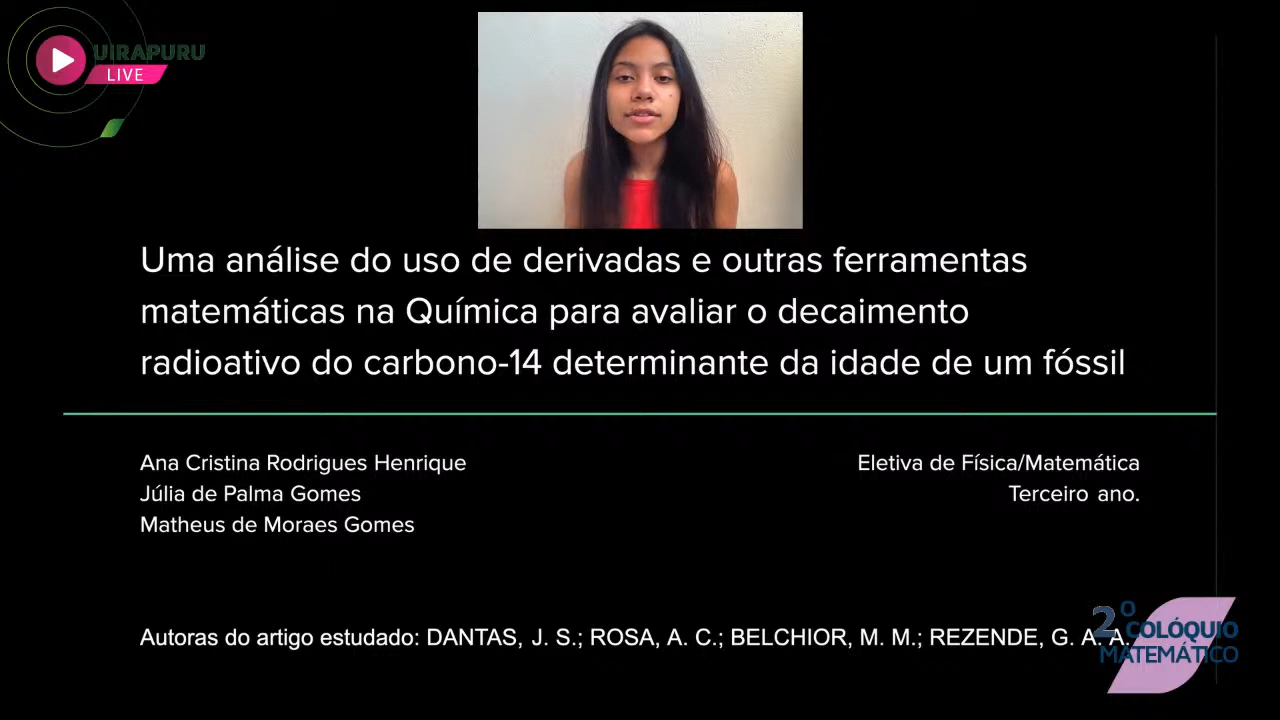 UIRAPURU
LIVE
Uma análise do uso de derivadas e outras ferramentas
matemáticas na Química para avaliar o decaimento
radioativo do carbono-14 determinante da idade de um fóssil
Ana Cristina Rodrigues Henrique
Júlia de Palma Gomes
Matheus de Moraes Gomes
Eletiva de Física/Matemática
Terceiro ano.
Autoras do artigo estudado: DANTAS, J. S.; ROSA, A. C.; BELCHIOR, M. M.; REZENDE, G. A. A.
2º COLÓQUIO
MATEMÁTICO